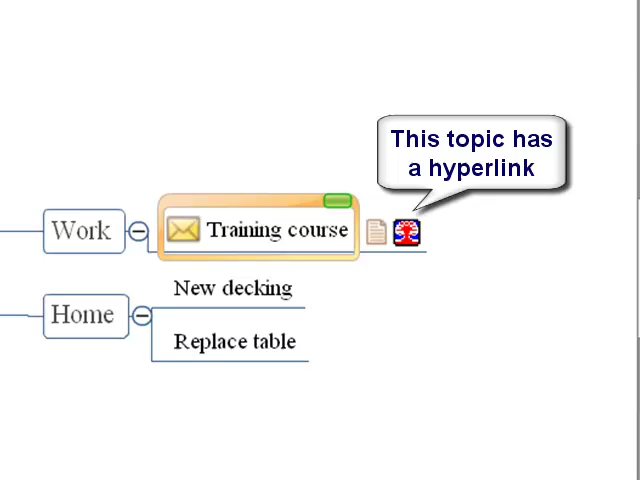 This topic has
a hyperlink
Work
Training course
New decking
Home
Replace table